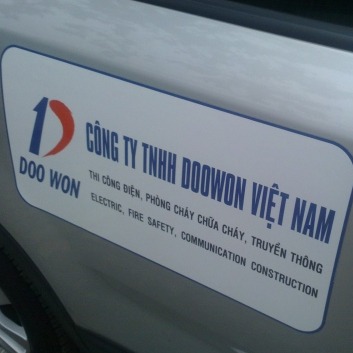 DOO WON
CÔNG TY TNHH DOOWON VIỆT NAM
THI CÔNG ĐIỆN, PHÒNG CHÁY CHỮA CHÁY, TRUYỀN THÔNG
ELECTRIC, FIRE SAFETY, COMMUNICATION CONSTRUCTION